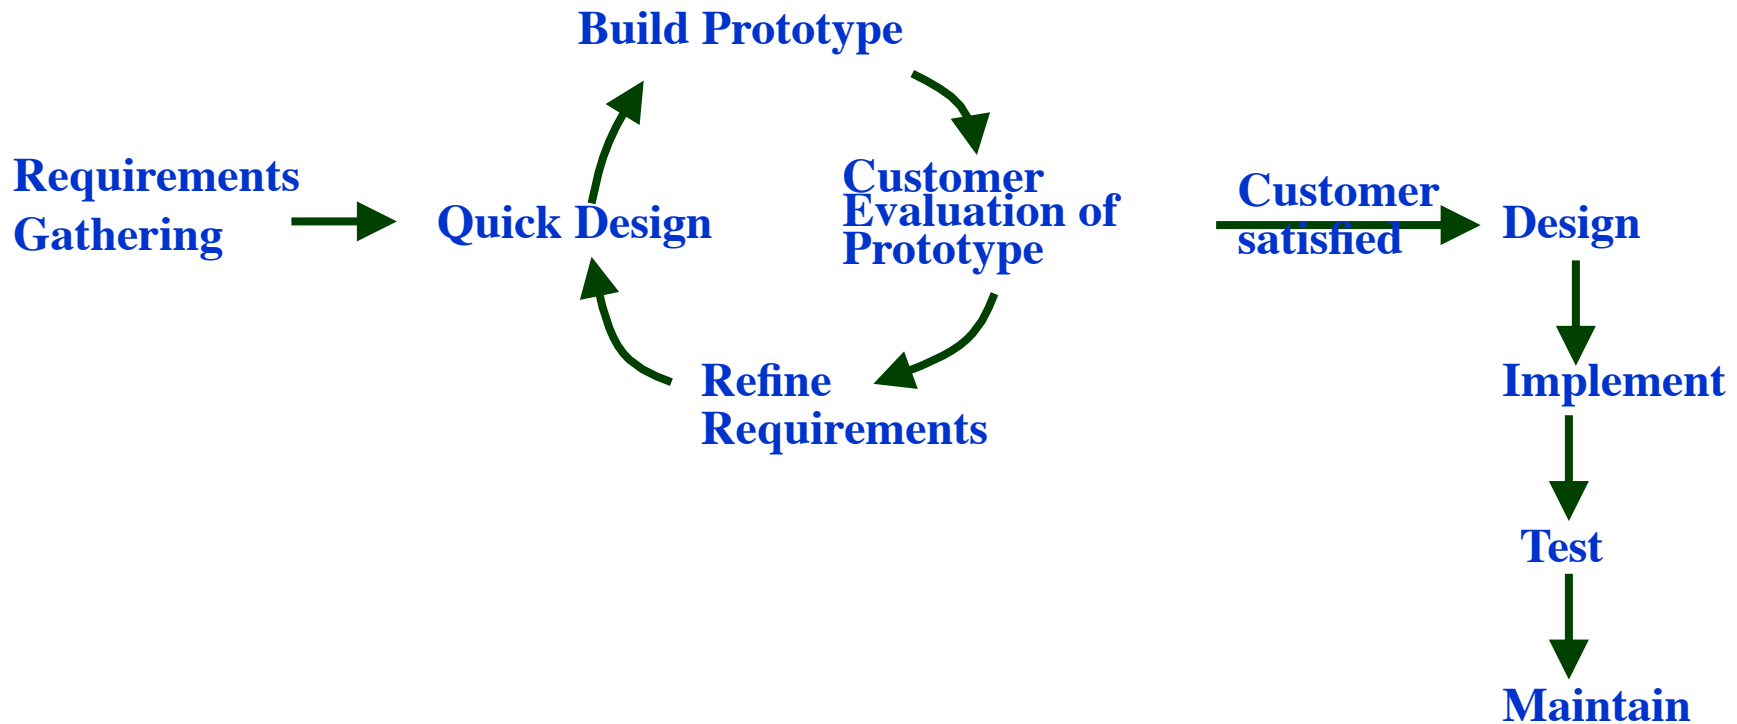 Build Prototype
Requirements
Gathering
Quick Design
Customer
Evaluation of
Prototype
Customer
satisfied
Design
Refine
Requirements
Implement
Test
Maintain